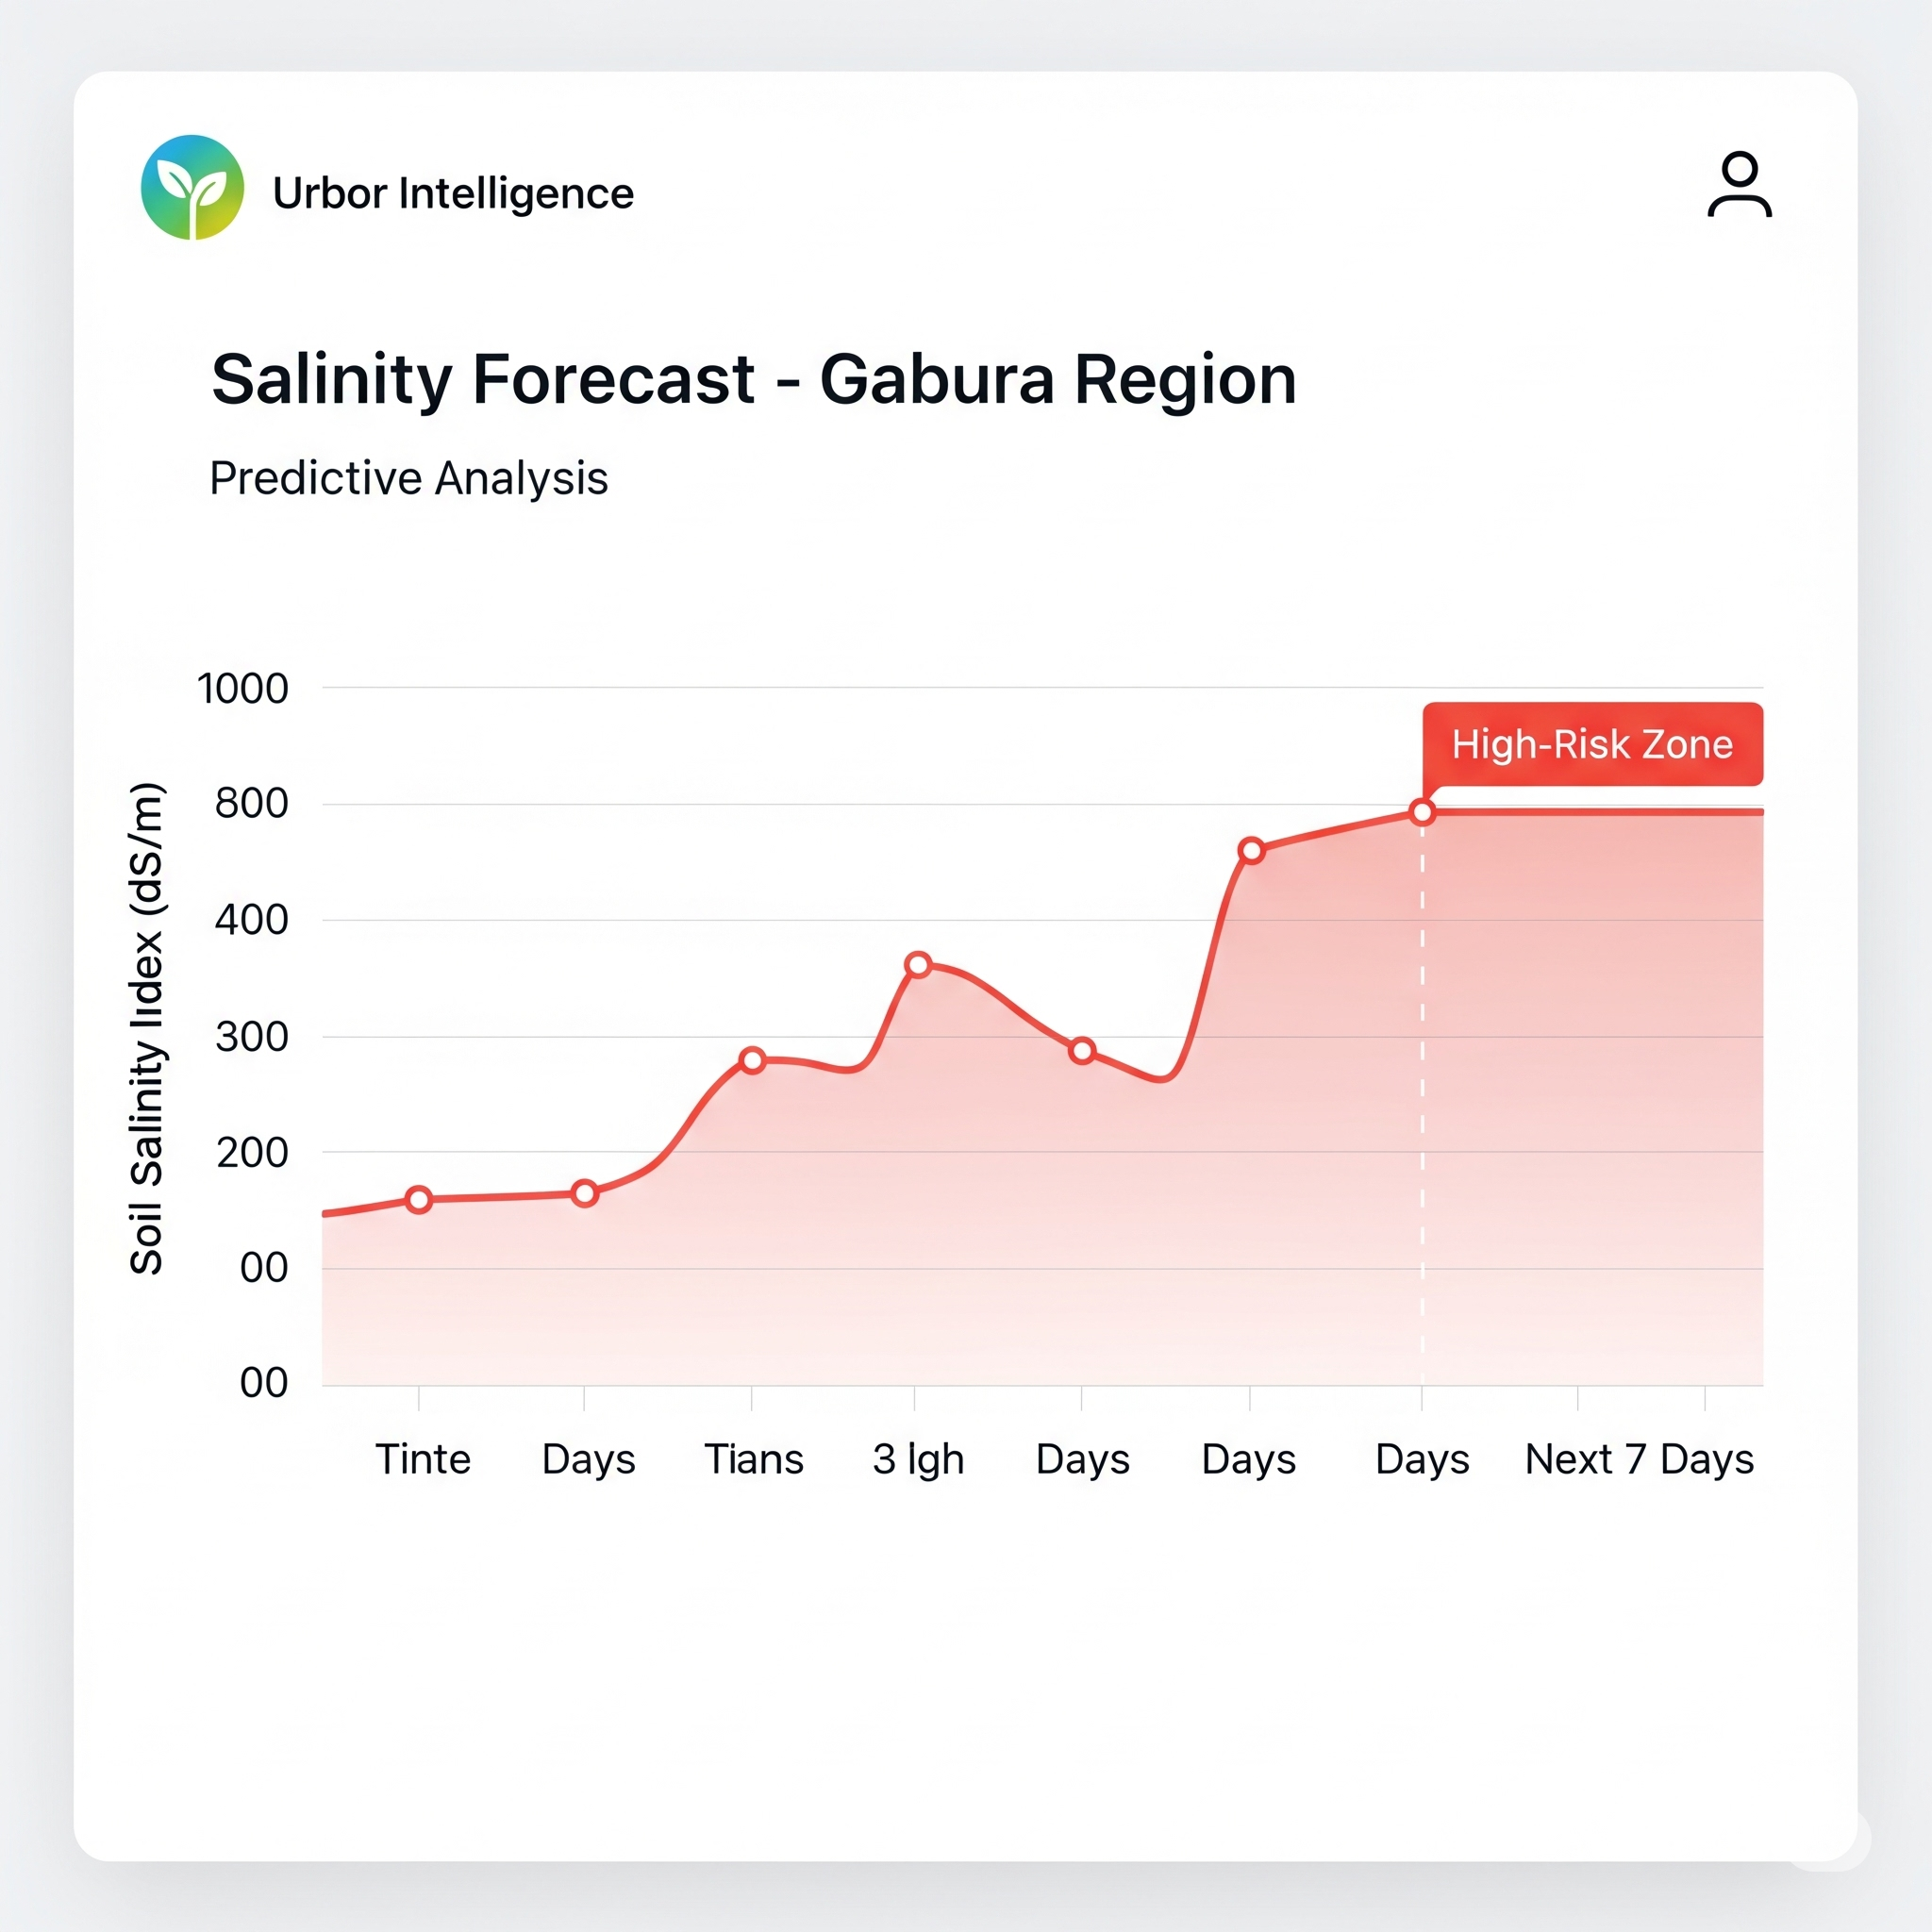 Urbor Intelligence
Salinity Forecast - Gabura Region
Predictive Analysis
Soil Salinity Iıdex (dS/m)
1000
800
400
300
200
00
00
High-Risk Zone
Tinte Days Tians 3 lgh Days Days Days Next 7 Days